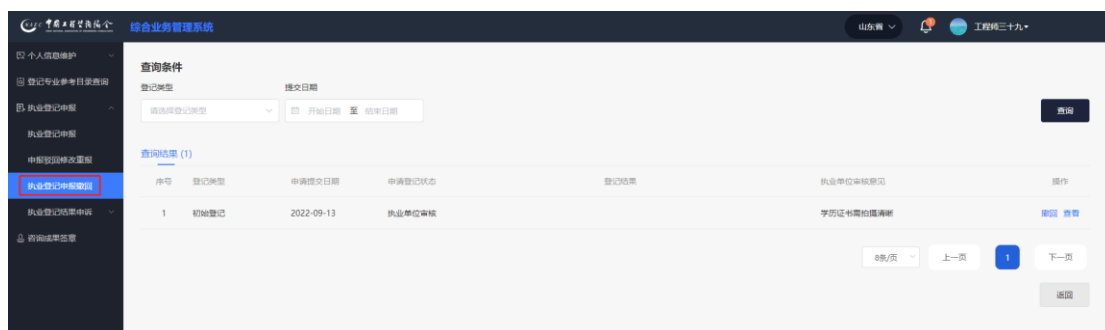 中国工程咨询协会 综合业务管理系统 山东省 工程师三十九
个人信息维护
登记专业参考目录查询
执业登记申报
执业登记申报
申报驳回修改重报
执业登记申报撤回
执业登记结果申诉
咨询成果签章
查询条件
登记类型 提交日期
请选择登记类型 开始日期 至 结束日期 查询
查询结果 (1)
序号 登记类型 申请提交日期 申请登记状态 登记结果 执业单位审核意见 操作
1 初始登记 2022-09-13 执业单位审核 学历证书需拍摄清晰 撤回 查看
8条/页 上一页 1 下一页
返回